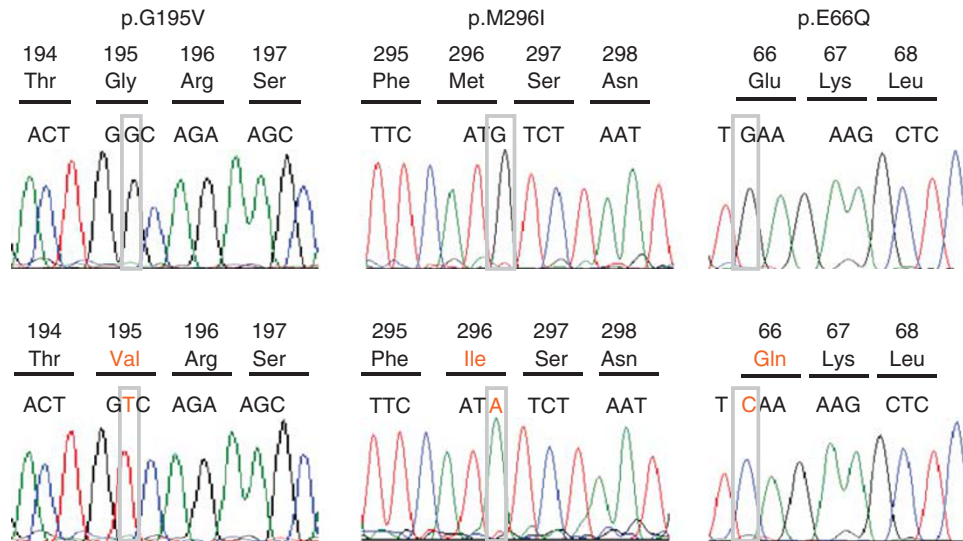 p.G195V p.M296I p.E66Q
194 195 196 197 295 296 297 298 66 67 68
Thr Gly Arg Ser Phe Met Ser Asn Glu Lys Leu
ACT GGC AGA AGC TTC ATG TCT AAT T GAA AAG CTC
194 195 196 197 295 296 297 298 66 67 68
Thr Val Arg Ser Phe Ile Ser Asn Gln Lys Leu
ACT GTC AGA AGC TTC ATA TCT AAT T CAA AAG CTC